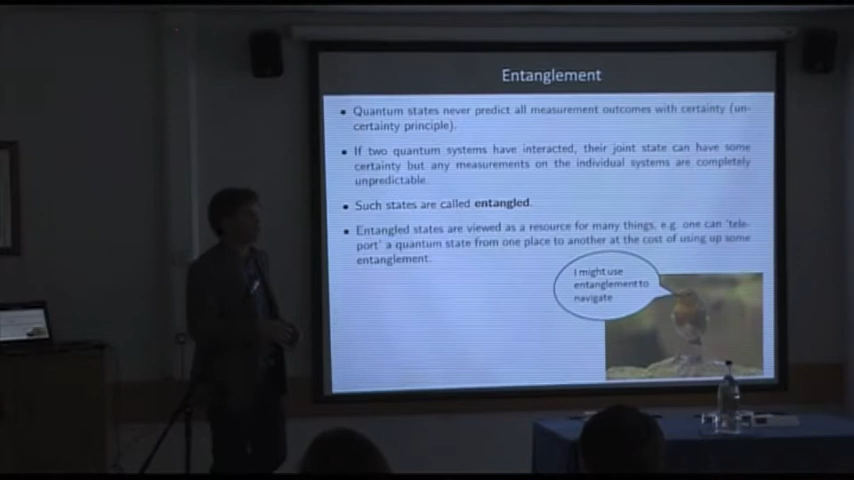 Entanglement
Quantum states never predict all measurement outcomes with certainty (un-
certainty principle).
If two quantum systems have interacted, their joint state can have some
certainty but any measurements on the individual systems are completely
unpredictable.
Such states are called entangled.
Entangled states are viewed as a resource for many things, e.g. one can 'tele-
port' a quantum state from one place to another at the cost of using up some
entanglement.
I might use
entanglement to
navigate